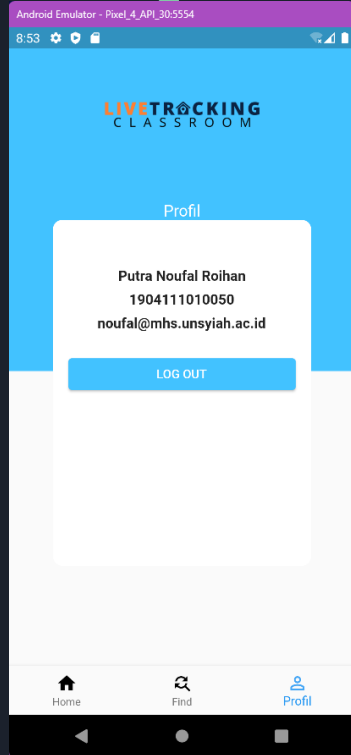 Android Emulator - Pixel_4_API_30:5554
8:53
LIVETRACKING
CLASSROOM
Profil
Putra Noufal Roihan
1904111010050
noufal@mhs.unsyiah.ac.id
LOG OUT
Home
Find
Profil